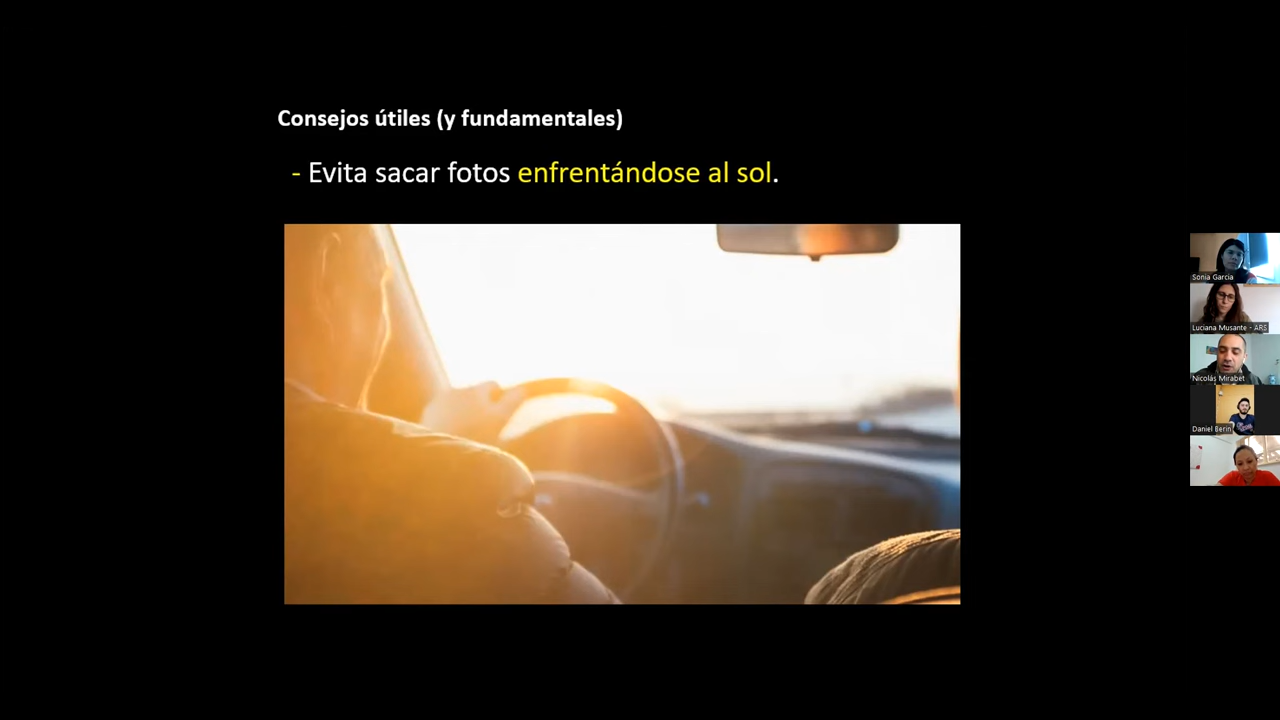 Consejos útiles (y fundamentales)
- Evita sacar fotos enfrentándose al sol.
Sonia Garcia
Luciana Musante - ARS
Nicolás Mirabet
Daniel Berin